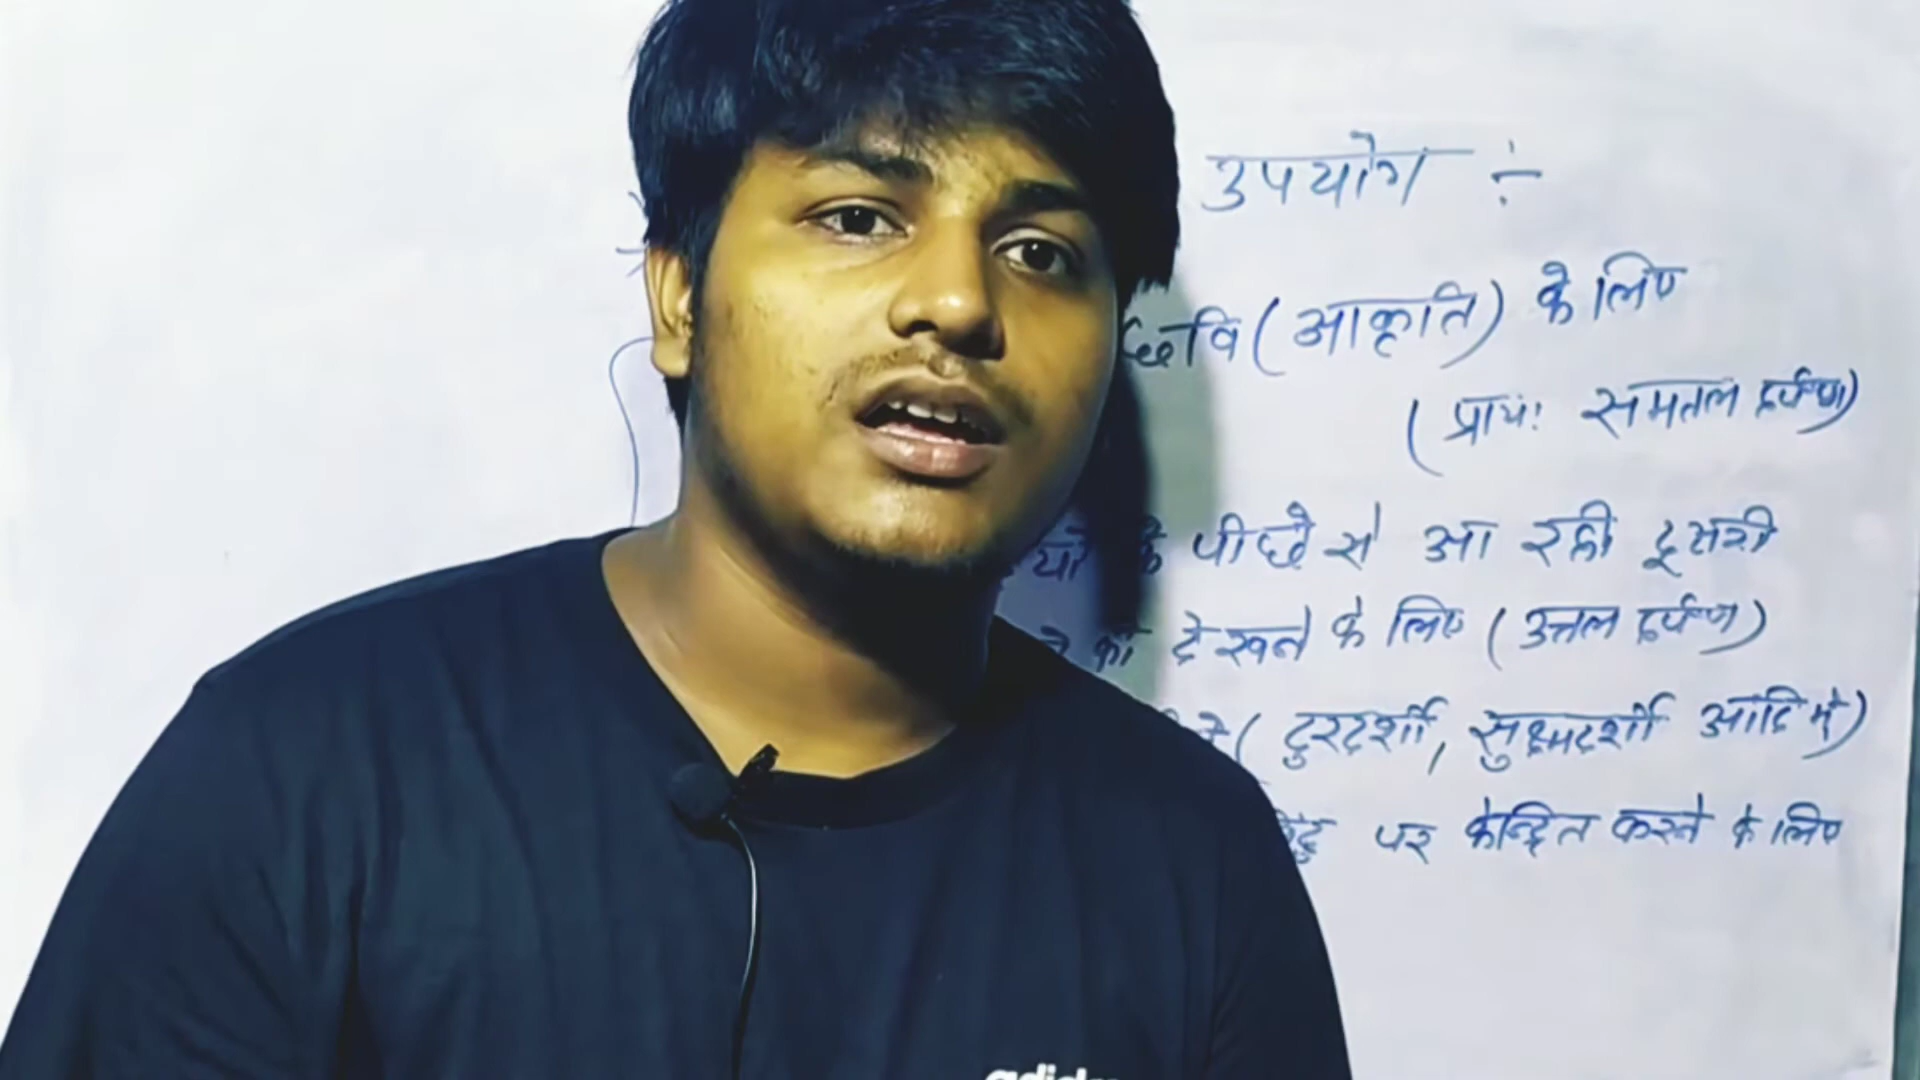 उपयोग ÷
छवि (आकृति) के लिए
(प्रायः समतल दर्पण)
के पीछे से आ रही दूसरी
को देखने के लिए (उत्तल दर्पण)
(दुरदर्शी, सुक्ष्मदर्शी आदि में)
पर केन्द्रित करने के लिए